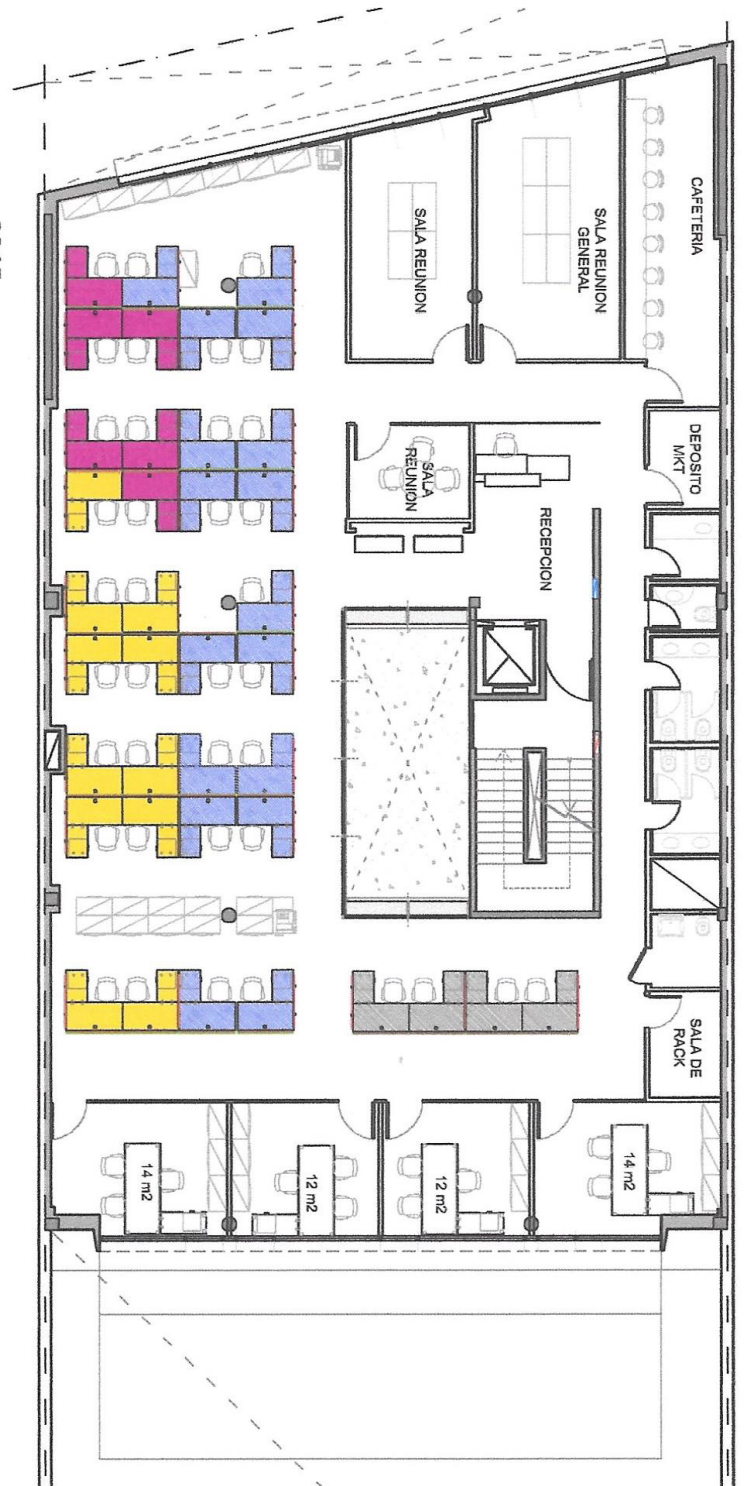 CAFETERIA
SALA REUNION
GENERAL
SALA REUNION
DEPOSITO
MKT
SALA
REUNION
RECEPCION
SALA DE
RACK
14 m2
12 m2
12 m2
14 m2